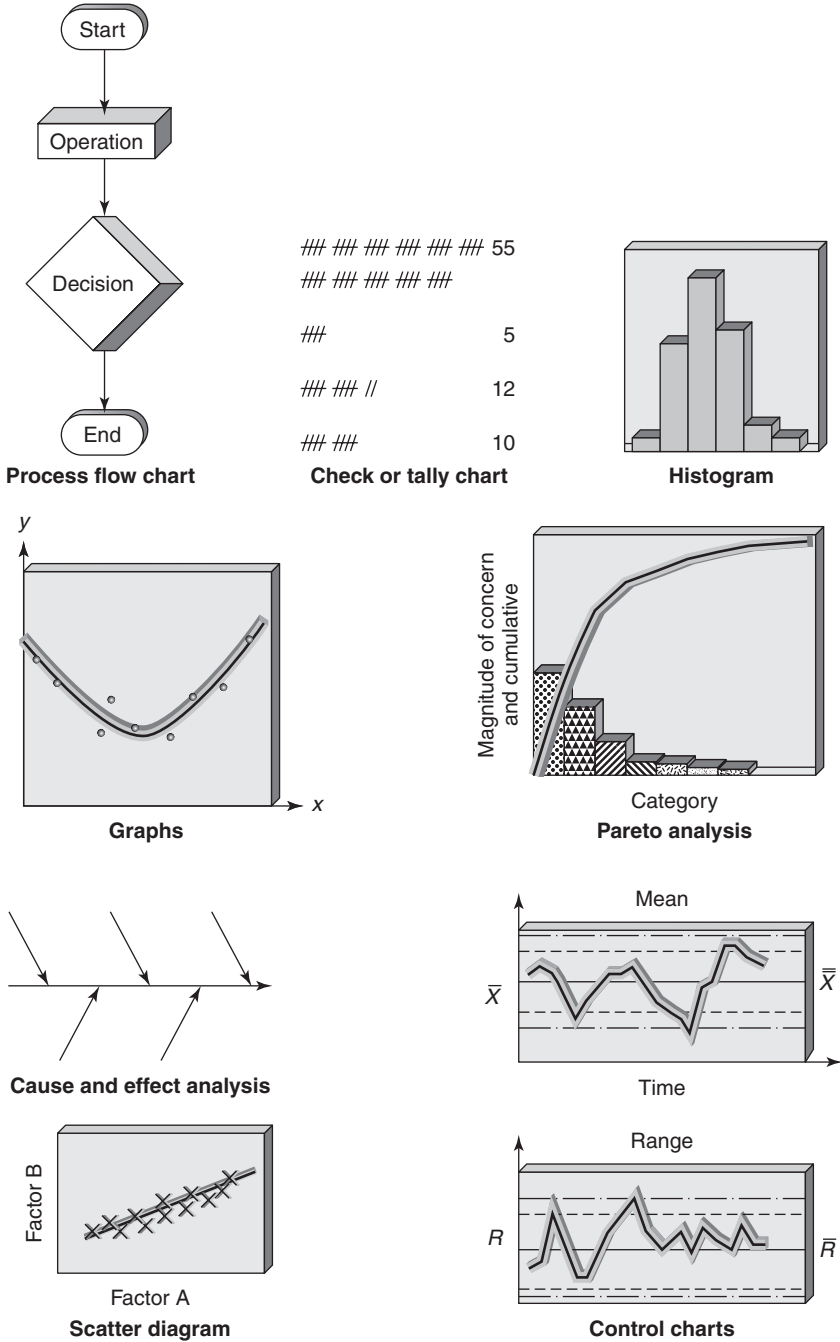 Start
Operation
Decision
End
Process flow chart
55
5
12
10
Check or tally chart
Histogram
y
x
Graphs
Magnitude of concern
and cumulative
Category
Pareto analysis
Cause and effect analysis
Mean
X̅
X̿
Time
Factor B
Factor A
Scatter diagram
Range
R
R̅
Control charts